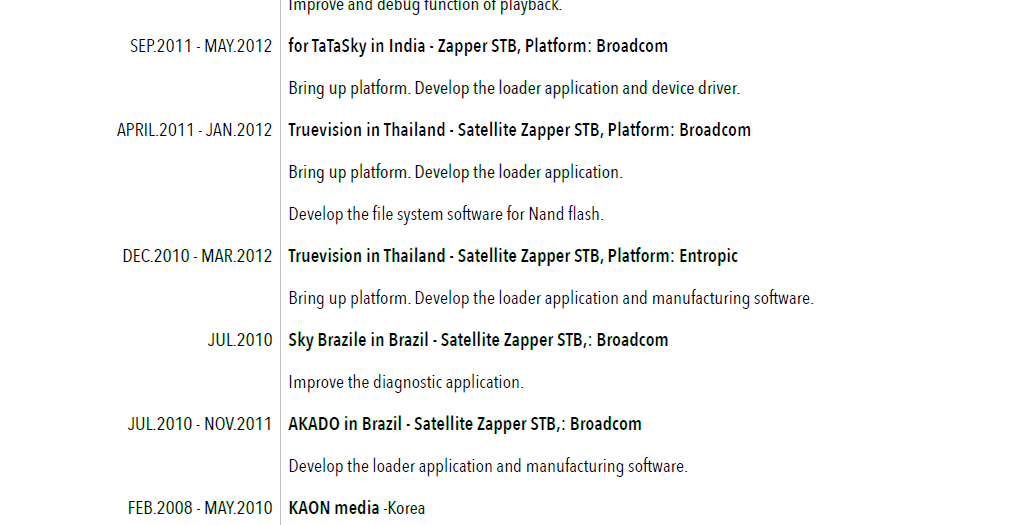 Improve and debug function of playback.
SEP.2011 - MAY.2012 for TaTaSky in India - Zapper STB, Platform: Broadcom
Bring up platform. Develop the loader application and device driver.
APRIL.2011 - JAN.2012 Truevision in Thailand - Satellite Zapper STB, Platform: Broadcom
Bring up platform. Develop the loader application.
Develop the file system software for Nand flash.
DEC.2010 - MAR.2012 Truevision in Thailand - Satellite Zapper STB, Platform: Entropic
Bring up platform. Develop the loader application and manufacturing software.
JUL.2010 Sky Brazile in Brazil - Satellite Zapper STB,: Broadcom
Improve the diagnostic application.
JUL.2010 - NOV.2011 AKADO in Brazil - Satellite Zapper STB,: Broadcom
Develop the loader application and manufacturing software.
FEB.2008 - MAY.2010 KAON media -Korea